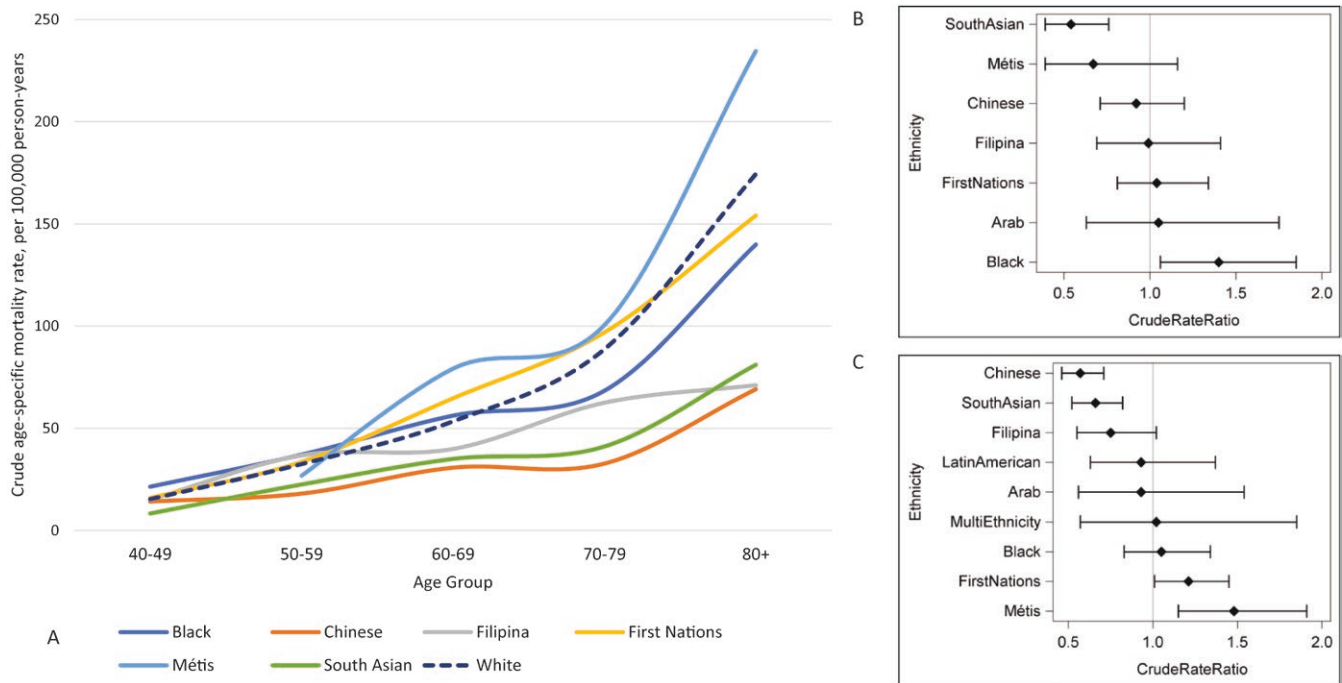 Crude age-specific mortality rate, per 100,000 person-years
250
200
150
100
50
0
40-49 50-59 60-69 70-79 80+
Age Group
A
Black Chinese Filipina First Nations
Métis South Asian White
B
Ethnicity
SouthAsian
Métis
Chinese
Filipina
FirstNations
Arab
Black
0.5 1.0 1.5 2.0
CrudeRateRatio
C
Ethnicity
Chinese
SouthAsian
Filipina
LatinAmerican
Arab
MultiEthnicity
Black
FirstNations
Métis
0.5 1.0 1.5 2.0
CrudeRateRatio